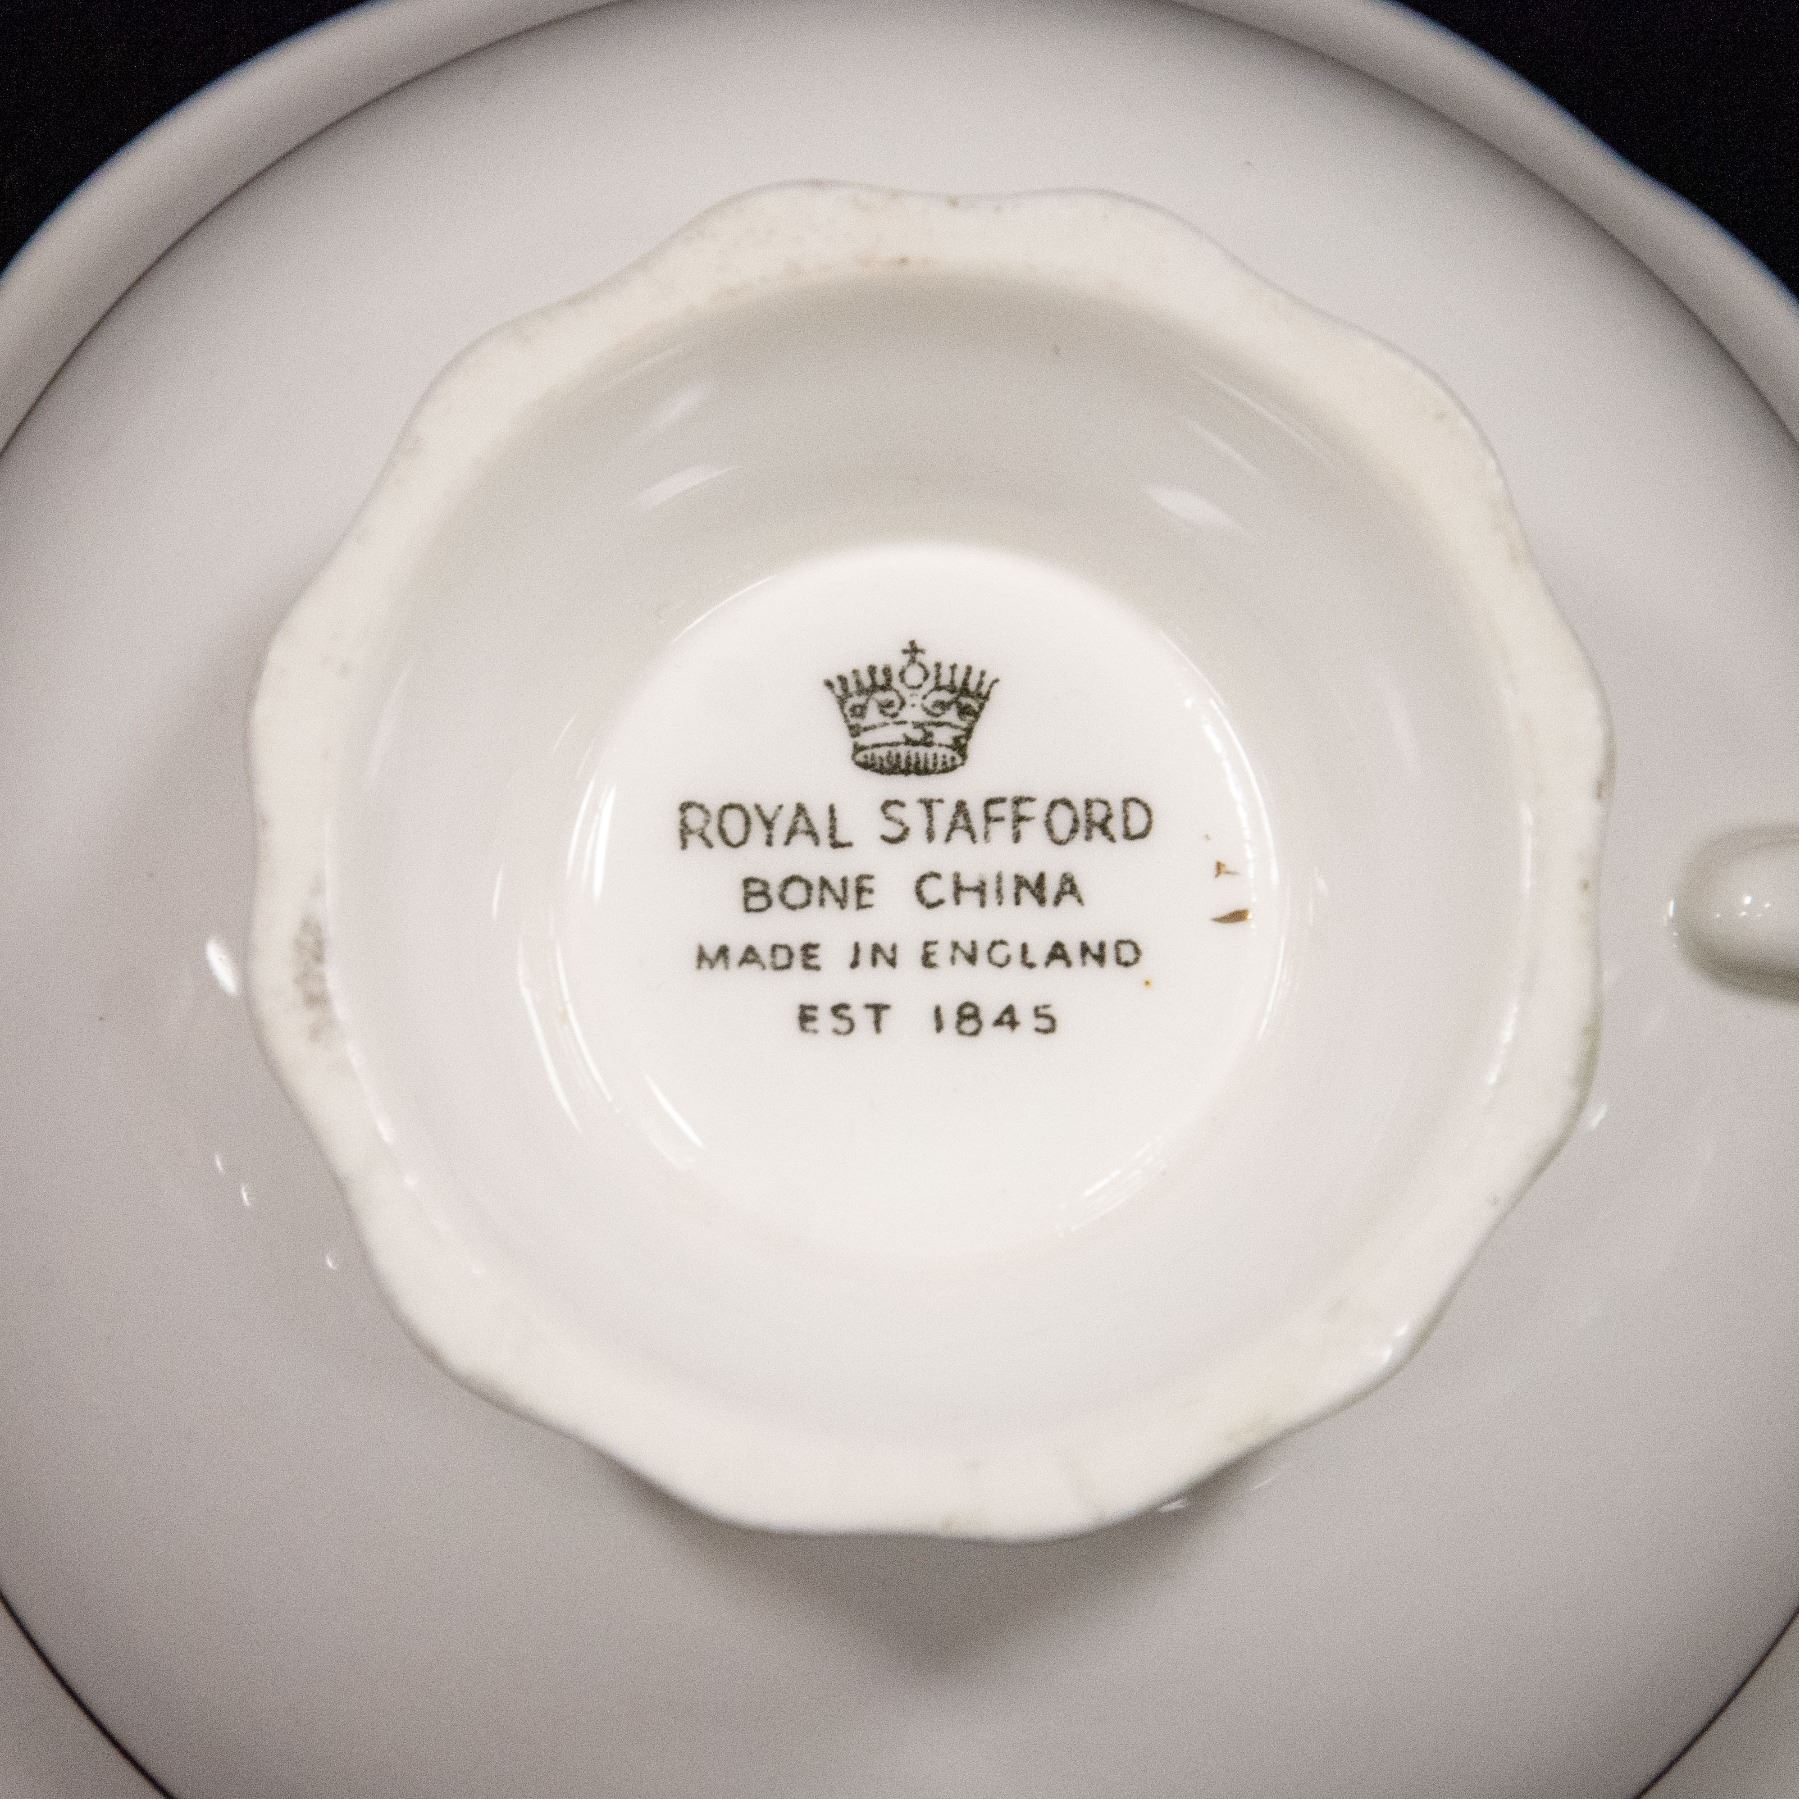 ROYAL STAFFORD
BONE CHINA
MADE IN ENGLAND
EST 1845